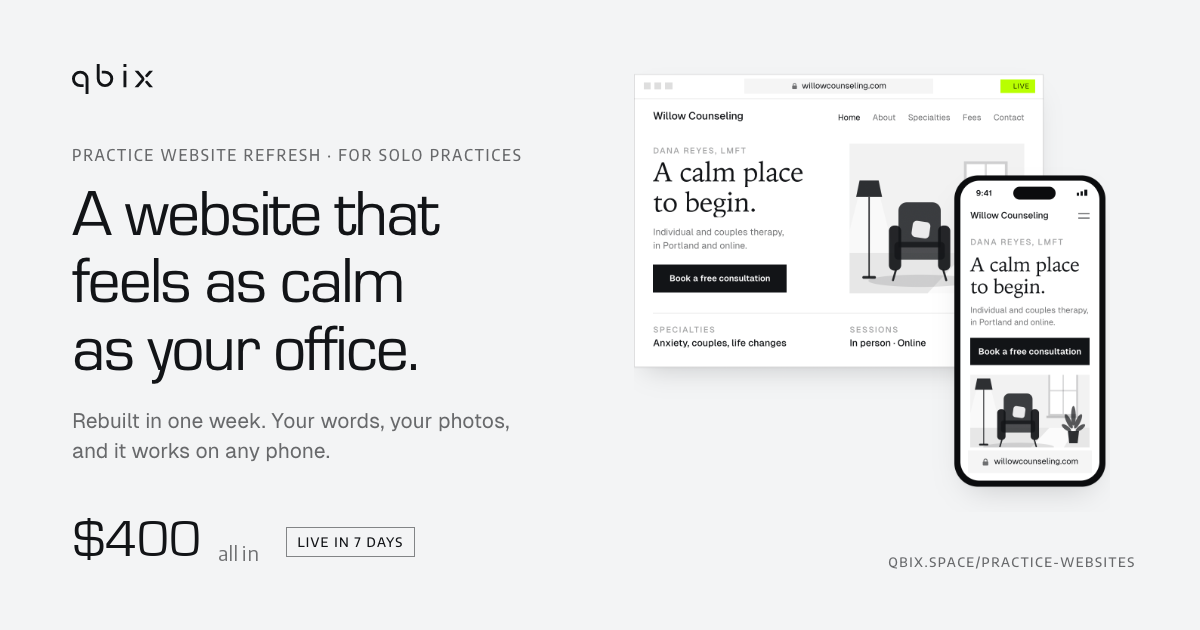 qbix
PRACTICE WEBSITE REFRESH · FOR SOLO PRACTICES
A website that
feels as calm
as your office.
Rebuilt in one week. Your words, your photos,
and it works on any phone.
$400 all in LIVE IN 7 DAYS
willowcounseling.com LIVE
Willow Counseling Home About Specialties Fees Contact
DANA REYES, LMFT
A calm place
to begin.
Individual and couples therapy,
in Portland and online.
Book a free consultation
SPECIALTIES
Anxiety, couples, life changes
SESSIONS
In person · Online
9:41
Willow Counseling
DANA REYES, LMFT
A calm place
to begin.
Individual and couples therapy,
in Portland and online.
Book a free consultation
willowcounseling.com
QBIX.SPACE/PRACTICE-WEBSITES